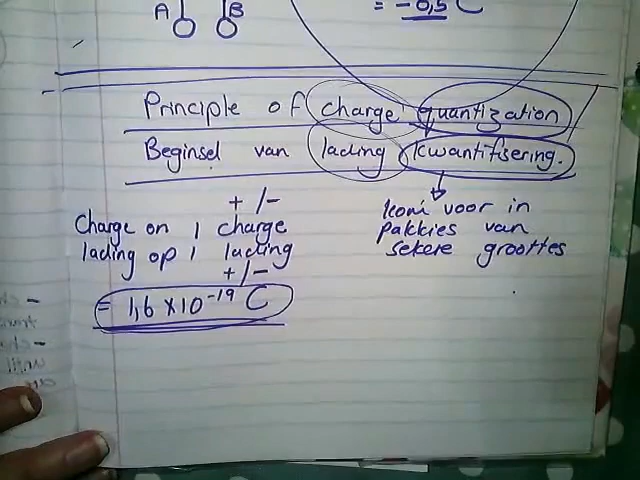 A B
= -0,5 C
Principle of charge quantization
Beginsel van lading kwantifisering.
+ /-
Charge on 1 charge
lading op 1 lading
+/-
= 1,6 X10⁻¹⁹ C
kom voor in
pakkies van
sekere groottes